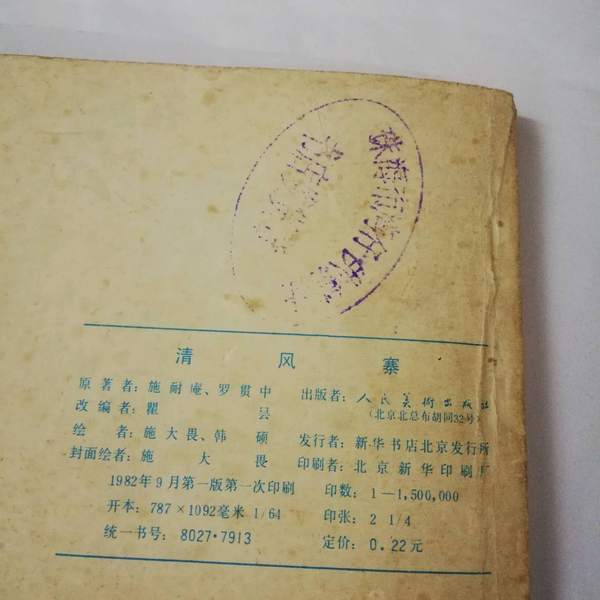 清风寨
原著者：施耐庵、罗贯中
改编者：瞿昙
绘者：施大畏、韩硕
封面绘者：施大畏
1982年9月第一版第一次印刷
开本：787×1092毫米 1/64
统一书号：8027·7913
出版者：人民美术出版社
（北京北总布胡同32号）
发行者：新华书店北京发行所
印刷者：北京新华印刷厂
印数：1—1,500,000
印张：2 1/4
定价：0.22元